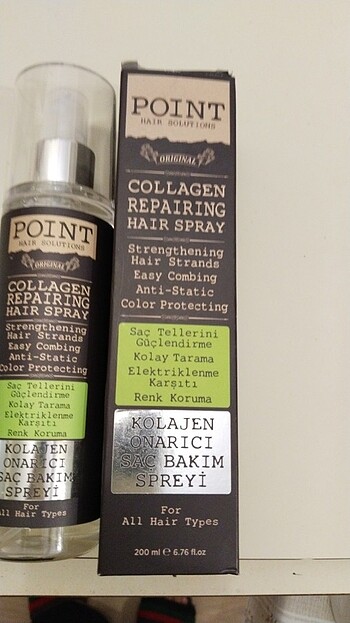 POINT
HAIR SOLUTIONS
ORIGINAL
COLLAGEN
REPAIRING
HAIR SPRAY
Strengthening
Hair Strands
Easy Combing
Anti-Static
Color Protecting
Saç Tellerini
Güçlendirme
Kolay Tarama
Elektriklenme
Karşıtı
Renk Koruma
KOLAJEN
ONARICI
SAÇ BAKIM
SPREYİ
For
All Hair Types
POINT
HAIR SOLUTIONS
ORIGINAL
COLLAGEN
REPAIRING
HAIR SPRAY
Strengthening
Hair Strands
Easy Combing
Anti-Static
Color Protecting
Saç Tellerini
Güçlendirme
Kolay Tarama
Elektriklenme
Karşıtı
Renk Koruma
KOLAJEN
ONARICI
SAÇ BAKIM
SPREYİ
For
All Hair Types
200 ml ℮ 6.76 fl.oz